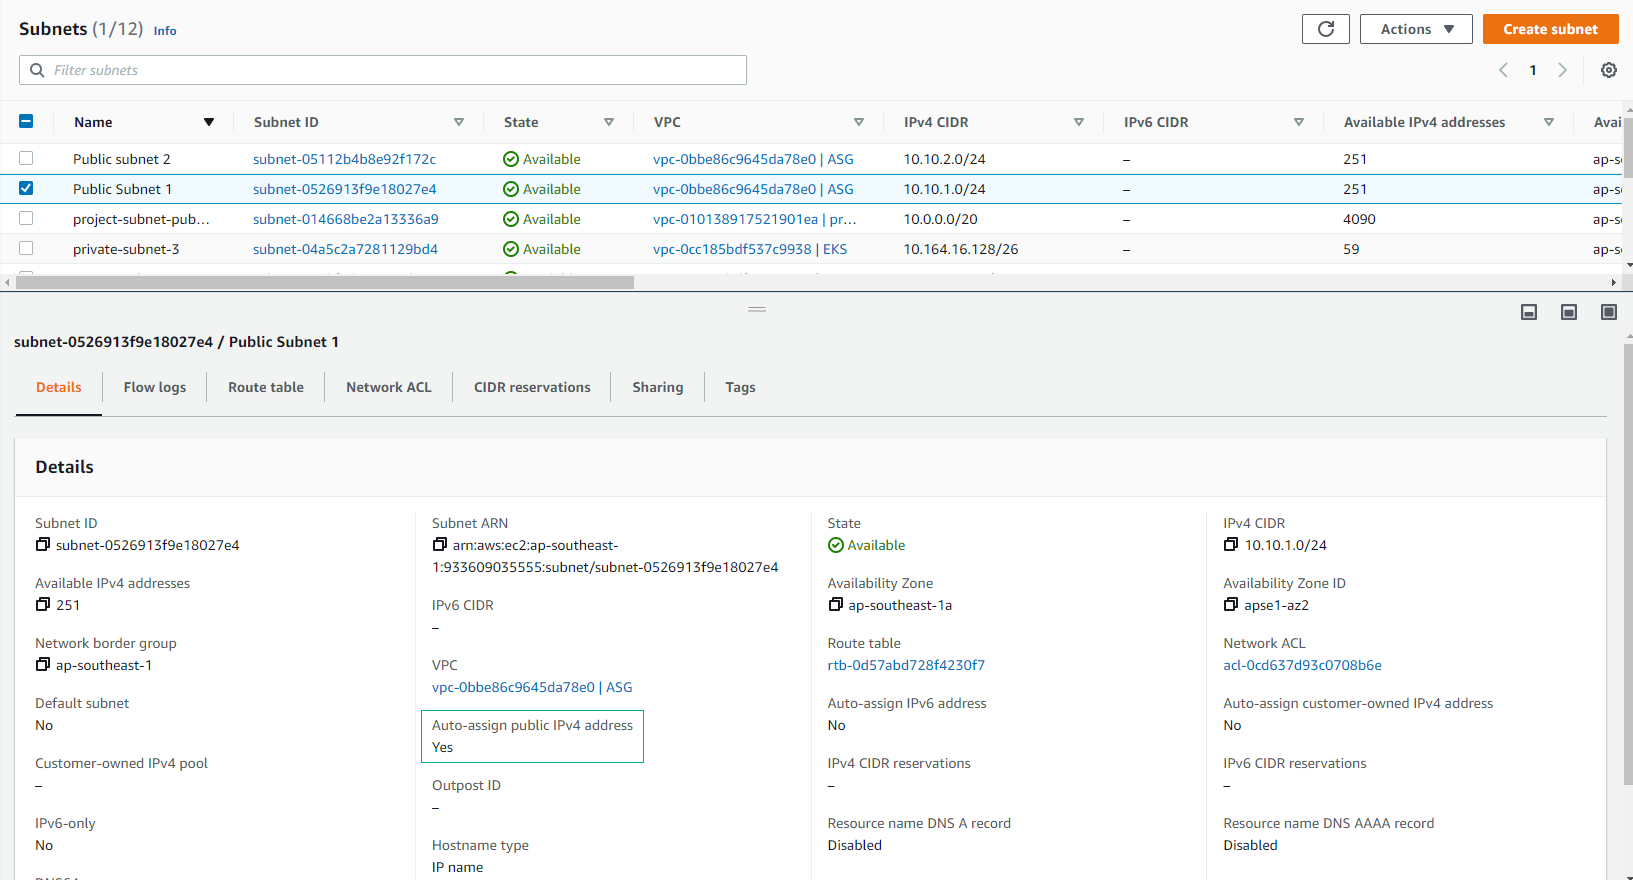 Subnets (1/12) Info
Actions
Create subnet
Filter subnets
1
Name Subnet ID State VPC IPv4 CIDR IPv6 CIDR Available IPv4 addresses Avai
Public subnet 2 subnet-05112b4b8e92f172c Available vpc-0bbe86c9645da78e0 | ASG 10.10.2.0/24 – 251 ap-s
Public Subnet 1 subnet-0526913f9e18027e4 Available vpc-0bbe86c9645da78e0 | ASG 10.10.1.0/24 – 251 ap-s
project-subnet-pub... subnet-014668be2a13336a9 Available vpc-010138917521901ea | pr... 10.0.0.0/20 – 4090 ap-s
private-subnet-3 subnet-04a5c2a7281129bd4 Available vpc-0cc185bdf537c9938 | EKS 10.164.16.128/26 – 59 ap-s
subnet-0526913f9e18027e4 / Public Subnet 1
Details Flow logs Route table Network ACL CIDR reservations Sharing Tags
Details
Subnet ID
subnet-0526913f9e18027e4
Available IPv4 addresses
251
Network border group
ap-southeast-1
Default subnet
No
Customer-owned IPv4 pool
–
IPv6-only
No
Subnet ARN
arn:aws:ec2:ap-southeast-
1:933609035555:subnet/subnet-0526913f9e18027e4
IPv6 CIDR
–
VPC
vpc-0bbe86c9645da78e0 | ASG
Auto-assign public IPv4 address
Yes
Outpost ID
–
Hostname type
IP name
State
Available
Availability Zone
ap-southeast-1a
Route table
rtb-0d57abd728f4230f7
Auto-assign IPv6 address
No
IPv4 CIDR reservations
–
Resource name DNS A record
Disabled
IPv4 CIDR
10.10.1.0/24
Availability Zone ID
apse1-az2
Network ACL
acl-0cd637d93c0708b6e
Auto-assign customer-owned IPv4 address
No
IPv6 CIDR reservations
–
Resource name DNS AAAA record
Disabled